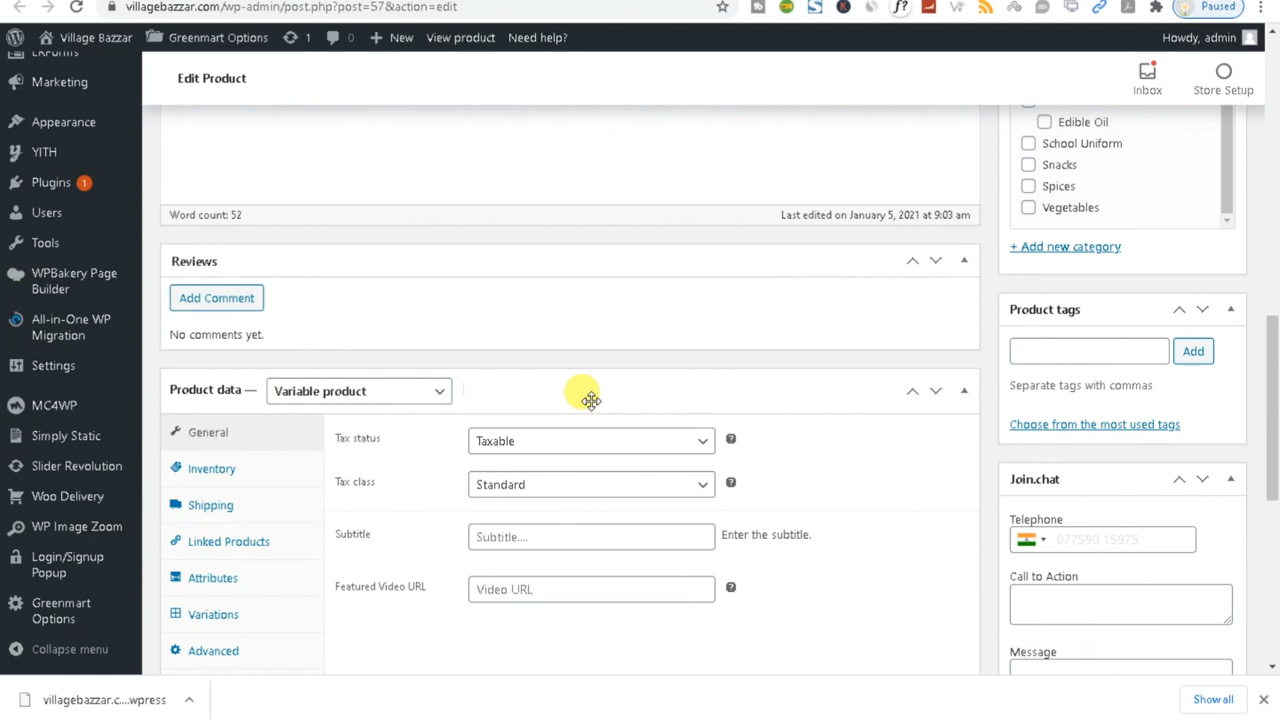 villagebazzar.com/wp-admin/post.php?post=57&action=edit
Paused
Village Bazzar
Greenmart Options
1
0
New
View product
Need help?
Howdy, admin
Marketing
Appearance
YITH
Plugins 1
Users
Tools
WPBakery Page
Builder
All-in-One WP
Migration
Settings
MC4WP
Simply Static
Slider Revolution
Woo Delivery
WP Image Zoom
Login/Signup
Popup
Greenmart
Options
Collapse menu
Edit Product
Inbox
Store Setup
Word count: 52
Last edited on January 5, 2021 at 9:03 am
Reviews
Add Comment
No comments yet.
Product data —
Variable product
General
Inventory
Shipping
Linked Products
Attributes
Variations
Advanced
Tax status
Taxable
Tax class
Standard
Subtitle
Subtitle....
Enter the subtitle.
Featured Video URL
Video URL
Edible Oil
School Uniform
Snacks
Spices
Vegetables
+ Add new category
Product tags
Add
Separate tags with commas
Choose from the most used tags
Join.chat
Telephone
077590 15975
Call to Action
Message
villagebazzar.c....wpress
Show all